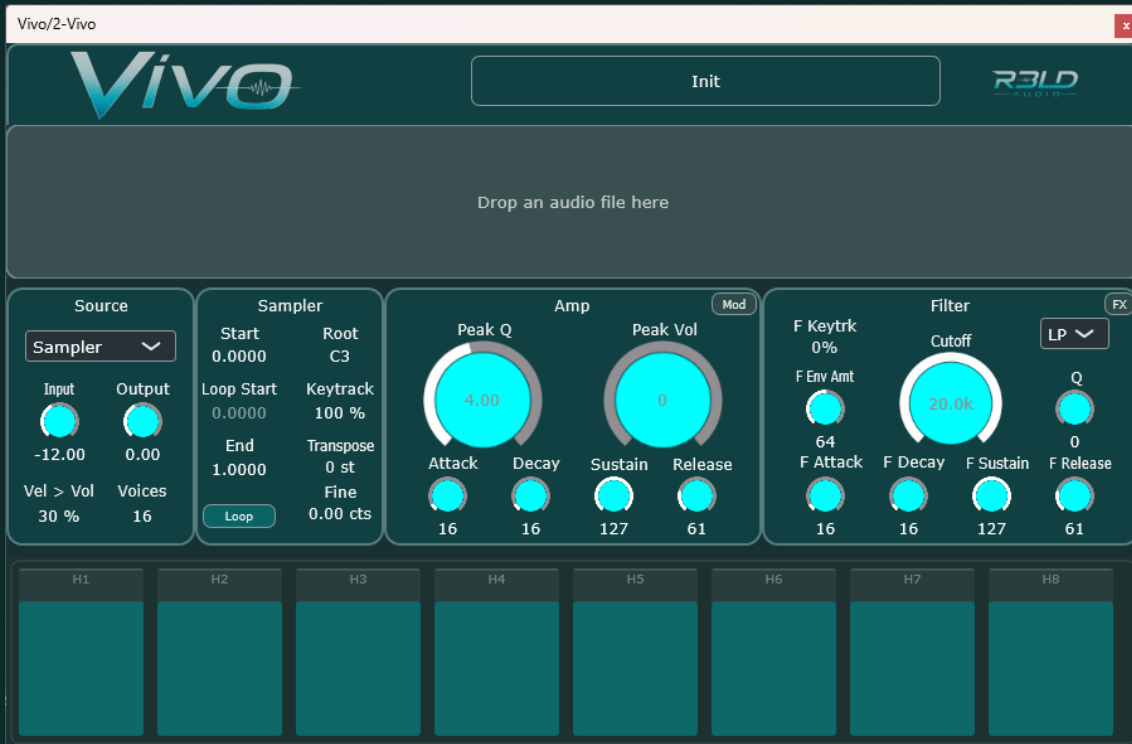 Vivo/2-Vivo
x
Vivo
Init
R3LD
AUDIO
Drop an audio file here
Source
Sampler
Input
Output
-12.00
0.00
Vel > Vol
Voices
30 %
16
Sampler
Start
Root
0.0000
C3
Loop Start
Keytrack
0.0000
100 %
End
Transpose
1.0000
0 st
Fine
Loop
0.00 cts
Amp
Mod
Peak Q
Peak Vol
4.00
0
Attack
Decay
Sustain
Release
16
16
127
61
Filter
FX
F Keytrk
0%
Cutoff
LP
F Env Amt
Q
20.0k
64
0
F Attack
F Decay
F Sustain
F Release
16
16
127
61
H1
H2
H3
H4
H5
H6
H7
H8